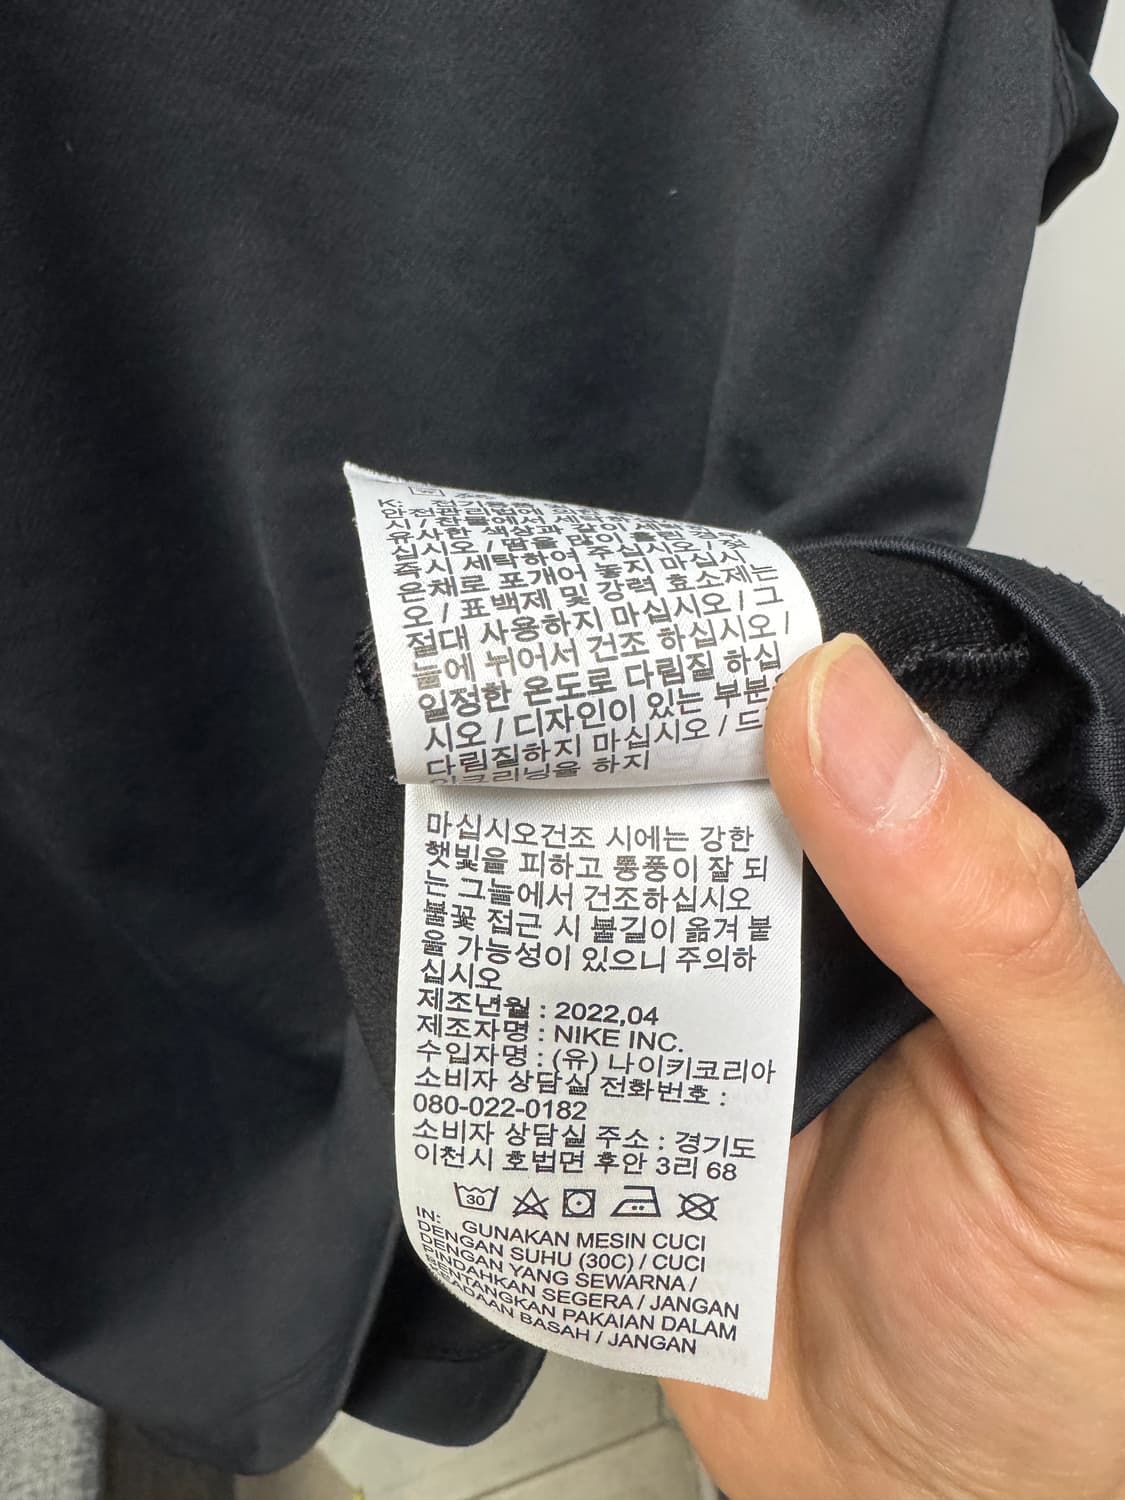 K: 전기용품
안전관리법에 의한
시 / 찬물에서 세탁
유사한 색상과 같이 세탁
십시오 / 땀을 많이 흘린 경우
즉시 세탁하여 주십시오 / 젖
은채로 포개어 놓지 마십시
오 / 표백제 및 강력 효소제는
절대 사용하지 마십시오 / 그
늘에 뉘어서 건조 하십시오 /
일정한 온도로 다림질 하십
시오 / 디자인이 있는 부분
다림질하지 마십시오 / 드
이크리닝을 하지
마십시오건조 시에는 강한
햇빛을 피하고 통풍이 잘 되
는 그늘에서 건조하십시오
불꽃 접근 시 불길이 옮겨 붙
을 가능성이 있으니 주의하
십시오
제조년월 : 2022,04
제조자명 : NIKE INC.
수입자명 : (유) 나이키코리아
소비자 상담실 전화번호 :
080-022-0182
소비자 상담실 주소 : 경기도
이천시 호법면 후안 3리 68
30
IN: GUNAKAN MESIN CUCI
DENGAN SUHU (30C) / CUCI
DENGAN YANG SEWARNA /
PINDAHKAN SEGERA / JANGAN
BENTANGKAN PAKAIAN DALAM
KEADAAN BASAH / JANGAN